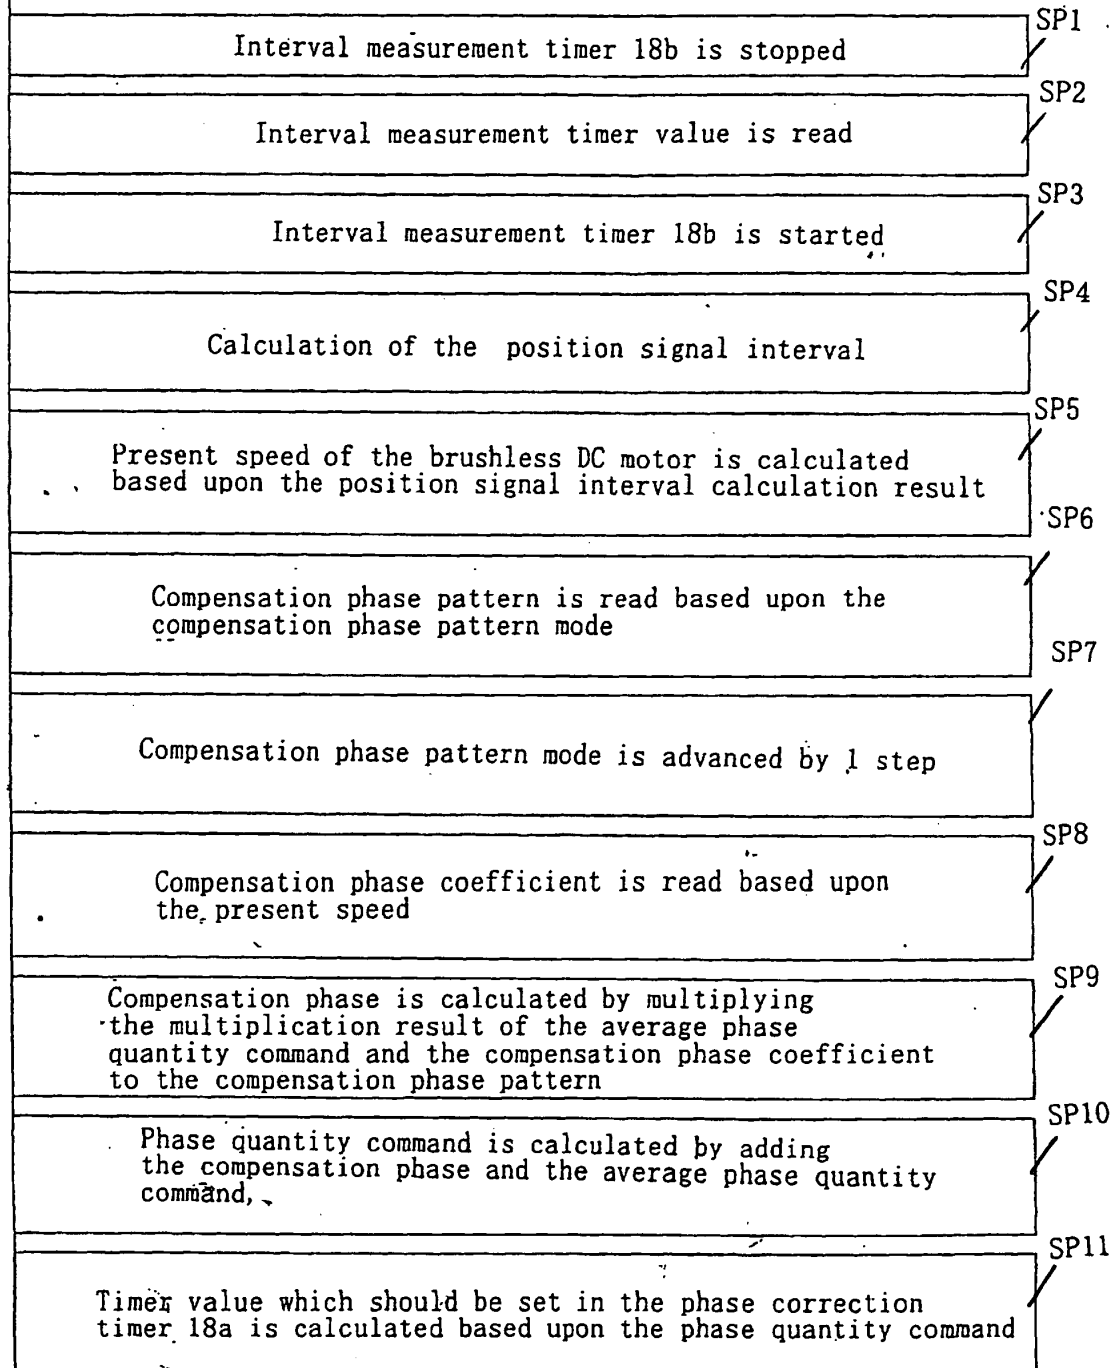 SP1
Interval measurement timer 18b is stopped
SP2
Interval measurement timer value is read
SP3
Interval measurement timer 18b is started
SP4
Calculation of the position signal interval
SP5
Present speed of the brushless DC motor is calculated
based upon the position signal interval calculation result
SP6
Compensation phase pattern is read based upon the
compensation phase pattern mode
SP7
Compensation phase pattern mode is advanced by 1 step
SP8
Compensation phase coefficient is read based upon
the present speed
SP9
Compensation phase is calculated by multiplying
the multiplication result of the average phase
quantity command and the compensation phase coefficient
to the compensation phase pattern
SP10
Phase quantity command is calculated by adding
the compensation phase and the average phase quantity
command,
SP11
Timer value which should be set in the phase correction
timer 18a is calculated based upon the phase quantity command